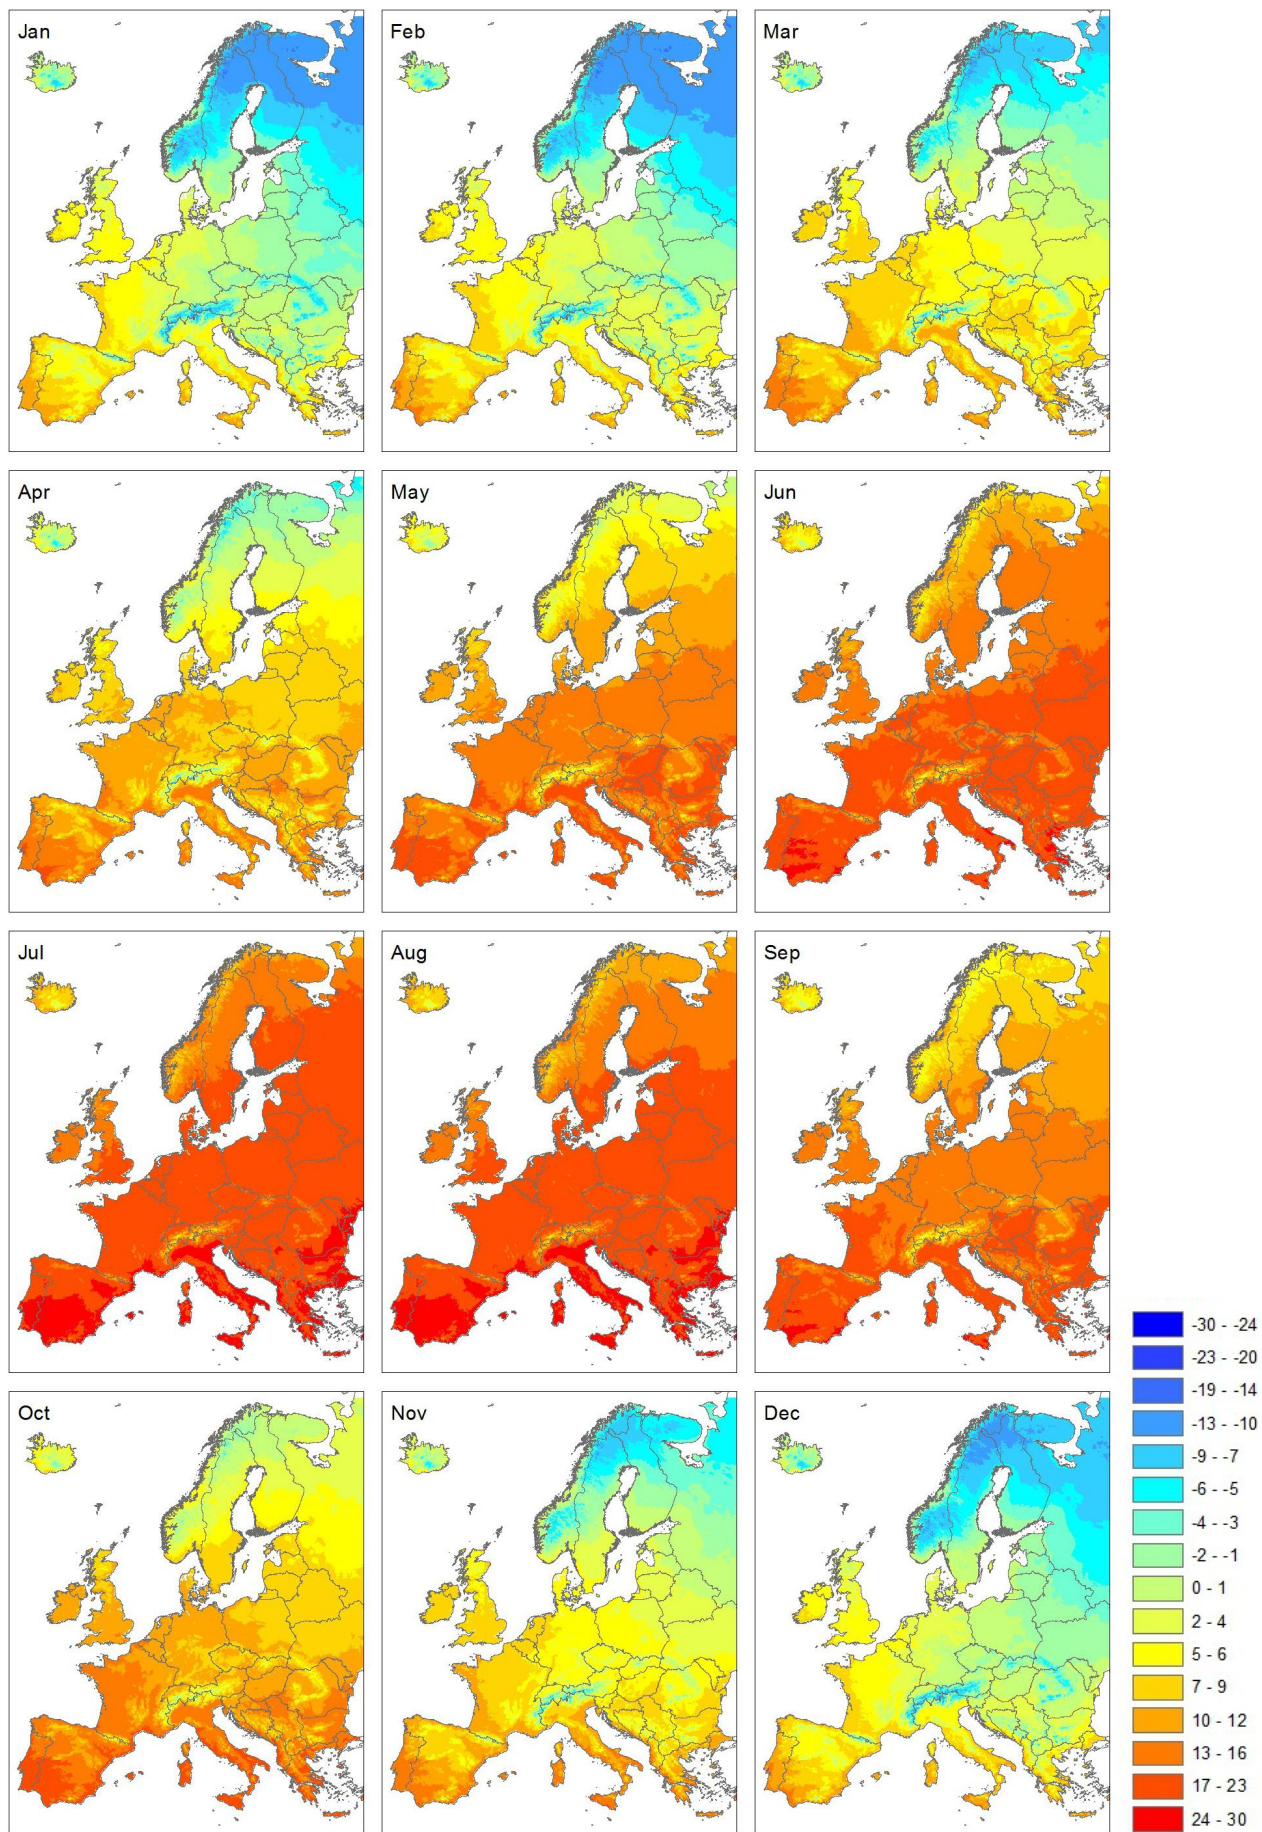 Jan
Feb
Mar
Apr
May
Jun
Jul
Aug
Sep
Oct
Nov
Dec
-30 - -24
-23 - -20
-19 - -14
-13 - -10
-9 - -7
-6 - -5
-4 - -3
-2 - -1
0 - 1
2 - 4
5 - 6
7 - 9
10 - 12
13 - 16
17 - 23
24 - 30